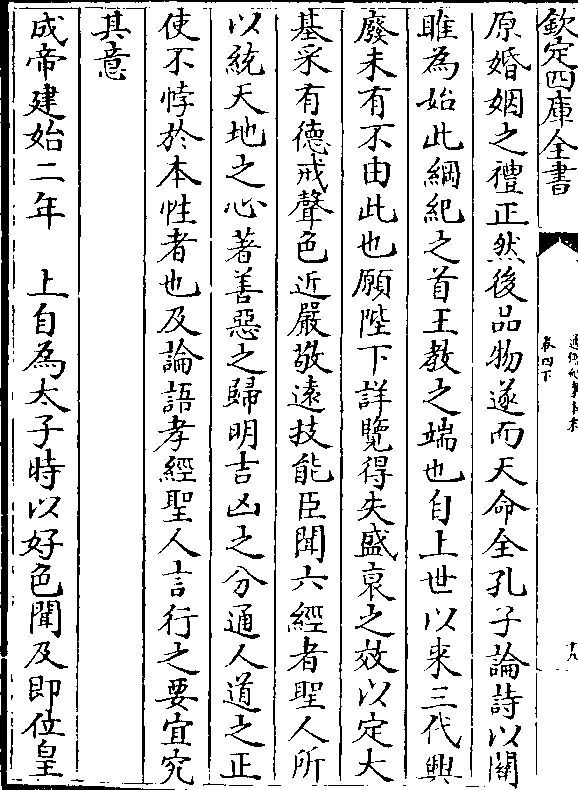 欽定四庫全書
卷四下
十八
原婚姻之禮正然後品物遂而天命全孔子論詩以關
雎為始此綱紀之首王教之端也自上世以来三代興
廢未有不由此也願陛下詳覽得失盛衰之效以定大
基采有德戒聲色近嚴敬遠技能臣聞六經者聖人所
以統天地之心著善惡之歸明吉凶之分通人道之正
使不悖於本性者也及論語孝經聖人言行之要宜究
其意
成帝建始二年　上自為太子時以好色聞及即位皇